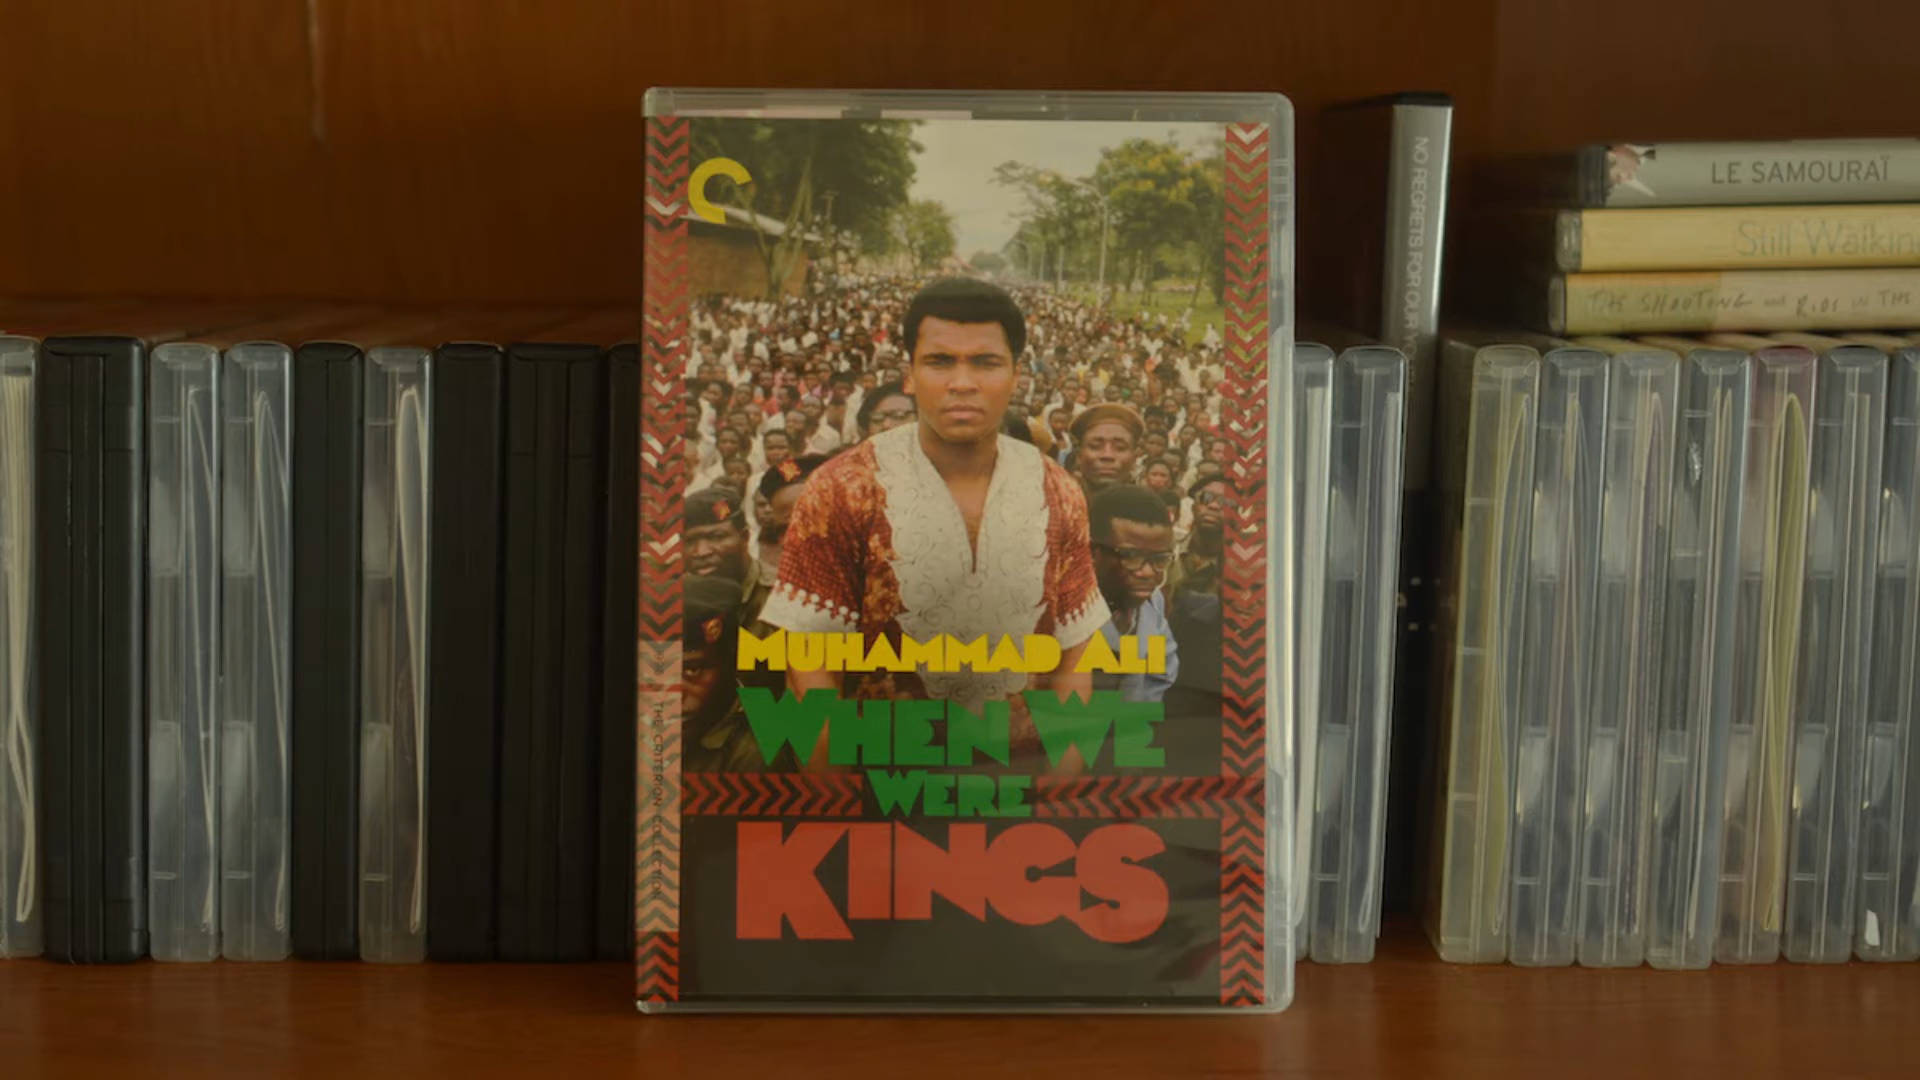 MUHAMMAD ALI
WHEN WE
WERE
KINGS
THE CRITERION COLLECTION
NO REGRETS FOR OUR
LE SAMOURAÏ
Still Walking
THE SHOOTING and RIDE IN THE